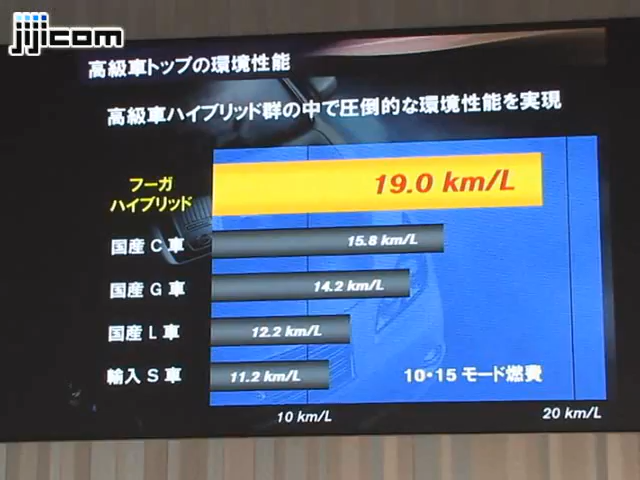 jijicom
高級車トップの環境性能
高級車ハイブリッド群の中で圧倒的な環境性能を実現
フーガ
ハイブリッド
19.0 km/L
国産 C 車
15.8 km/L
国産 G 車
14.2 km/L
国産 L 車
12.2 km/L
輸入 S 車
11.2 km/L
10・15 モード燃費
10 km/L
20 km/L